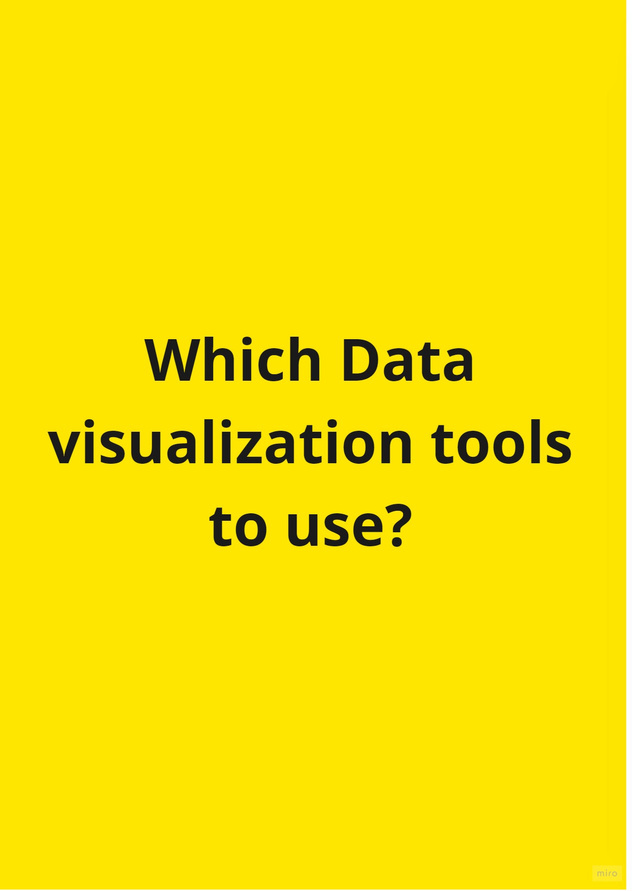 Which Data
visualization tools
to use?
miro